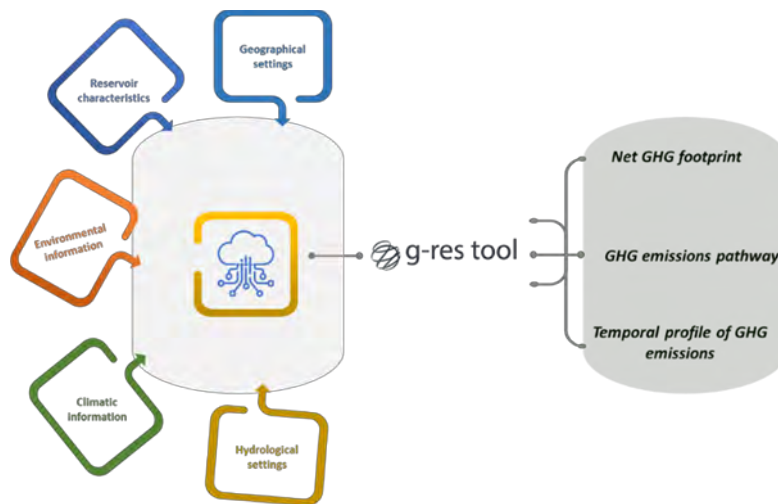 Geographical
settings
Reservoir
characteristics
Environmental
information
Climatic
information
Hydrological
settings
g-res tool
Net GHG footprint
GHG emissions pathway
Temporal profile of GHG
emissions